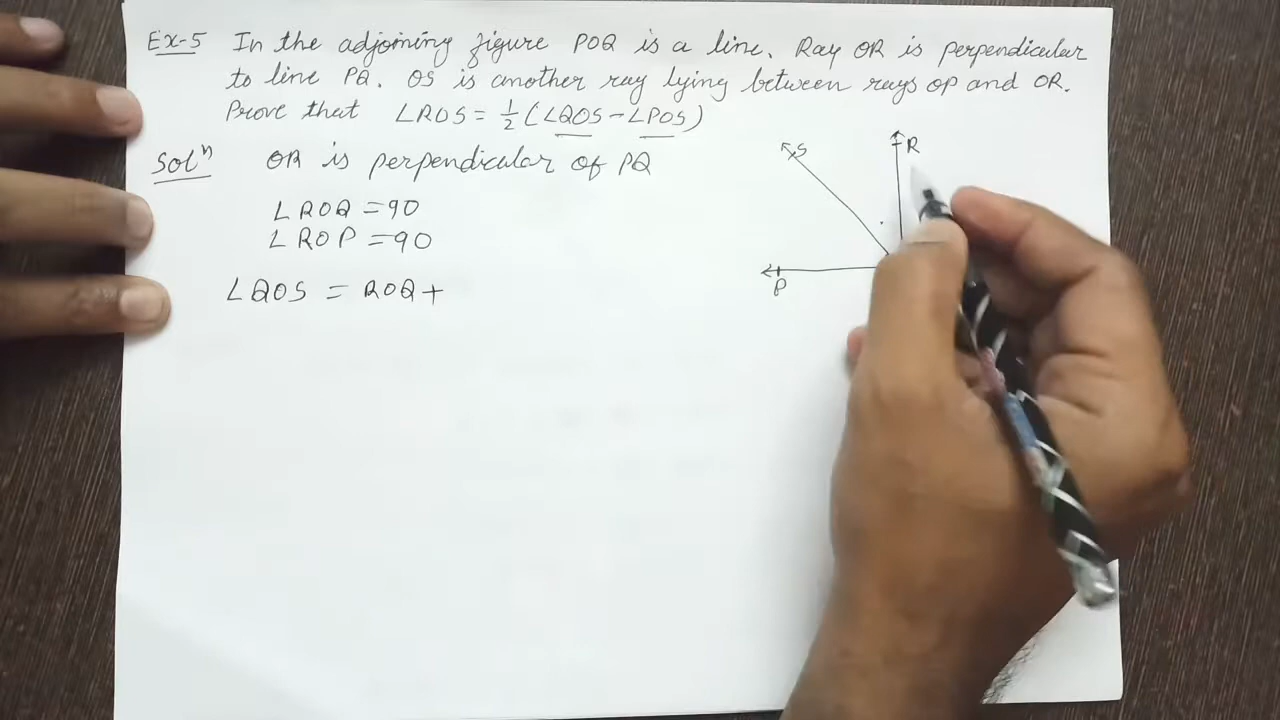 Ex-5 In the adjoining figure POQ is a line. Ray OR is perpendicular
to line PQ. OS is another ray lying between rays OP and OR.
Prove that ∠ROS = 1/2 (∠QOS - ∠POS)
Solⁿ OR is perpendicular of PQ
∠ROQ = 90
∠ROP = 90
∠QOS = ROQ +
S
R
P